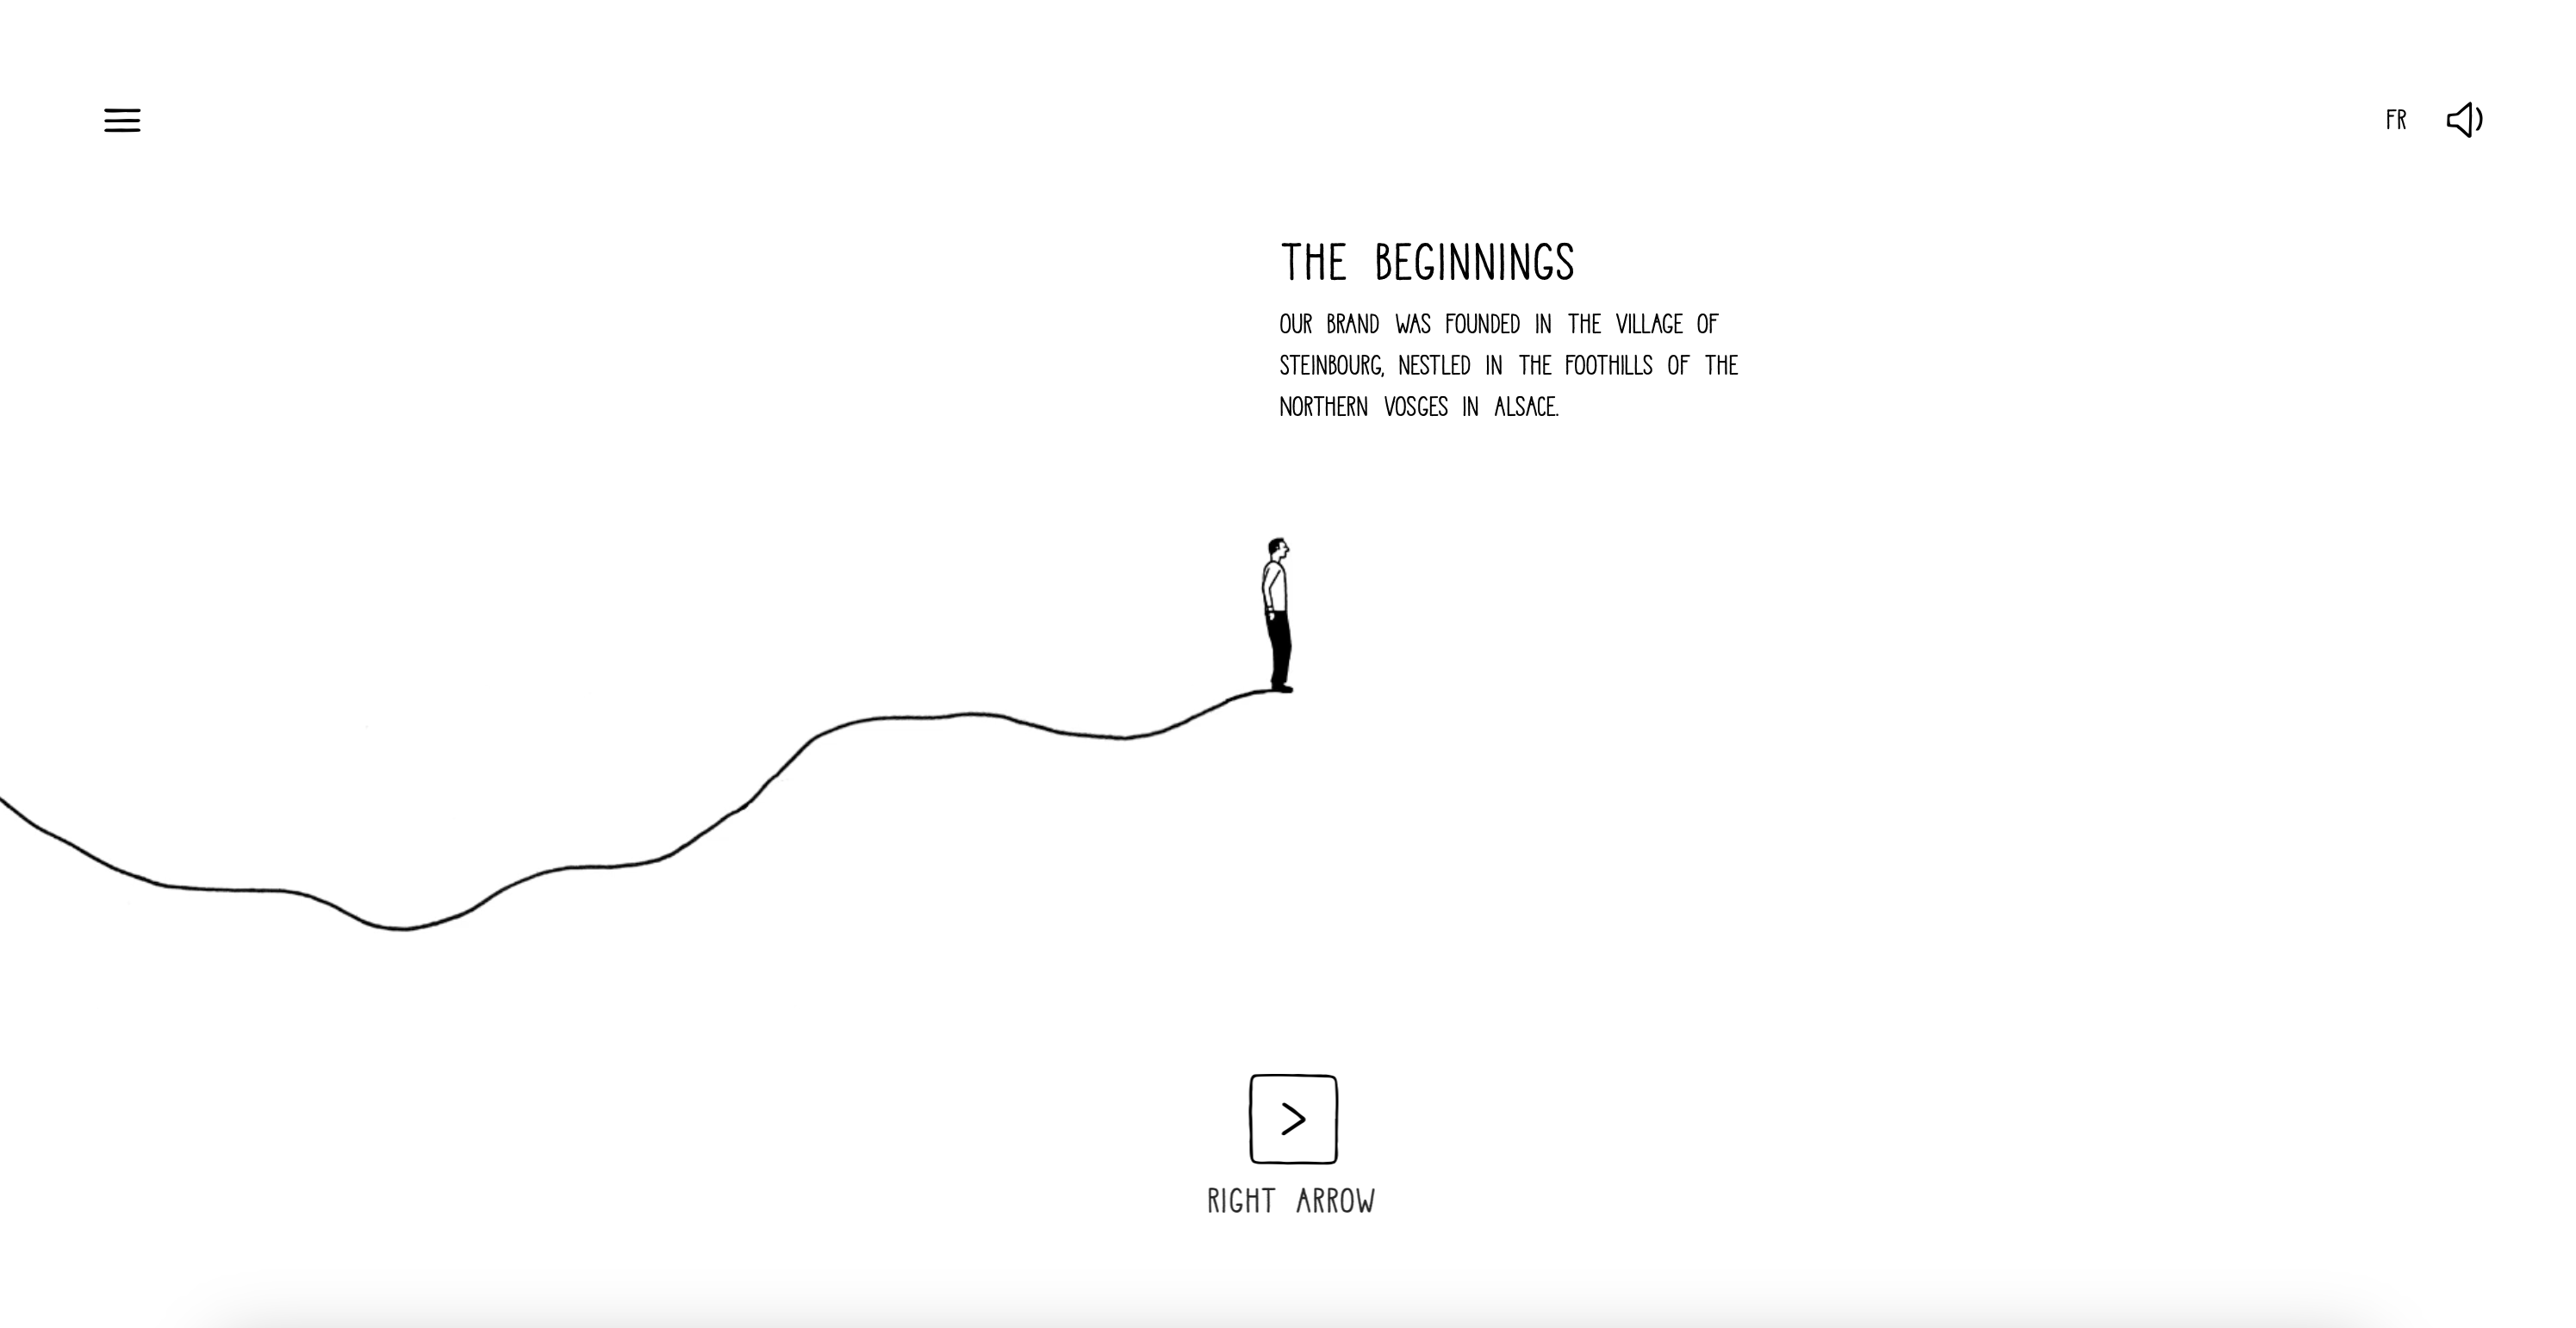 FR
THE BEGINNINGS
OUR BRAND WAS FOUNDED IN THE VILLAGE OF
STEINBOURG, NESTLED IN THE FOOTHILLS OF THE
NORTHERN VOSGES IN ALSACE.
RIGHT ARROW